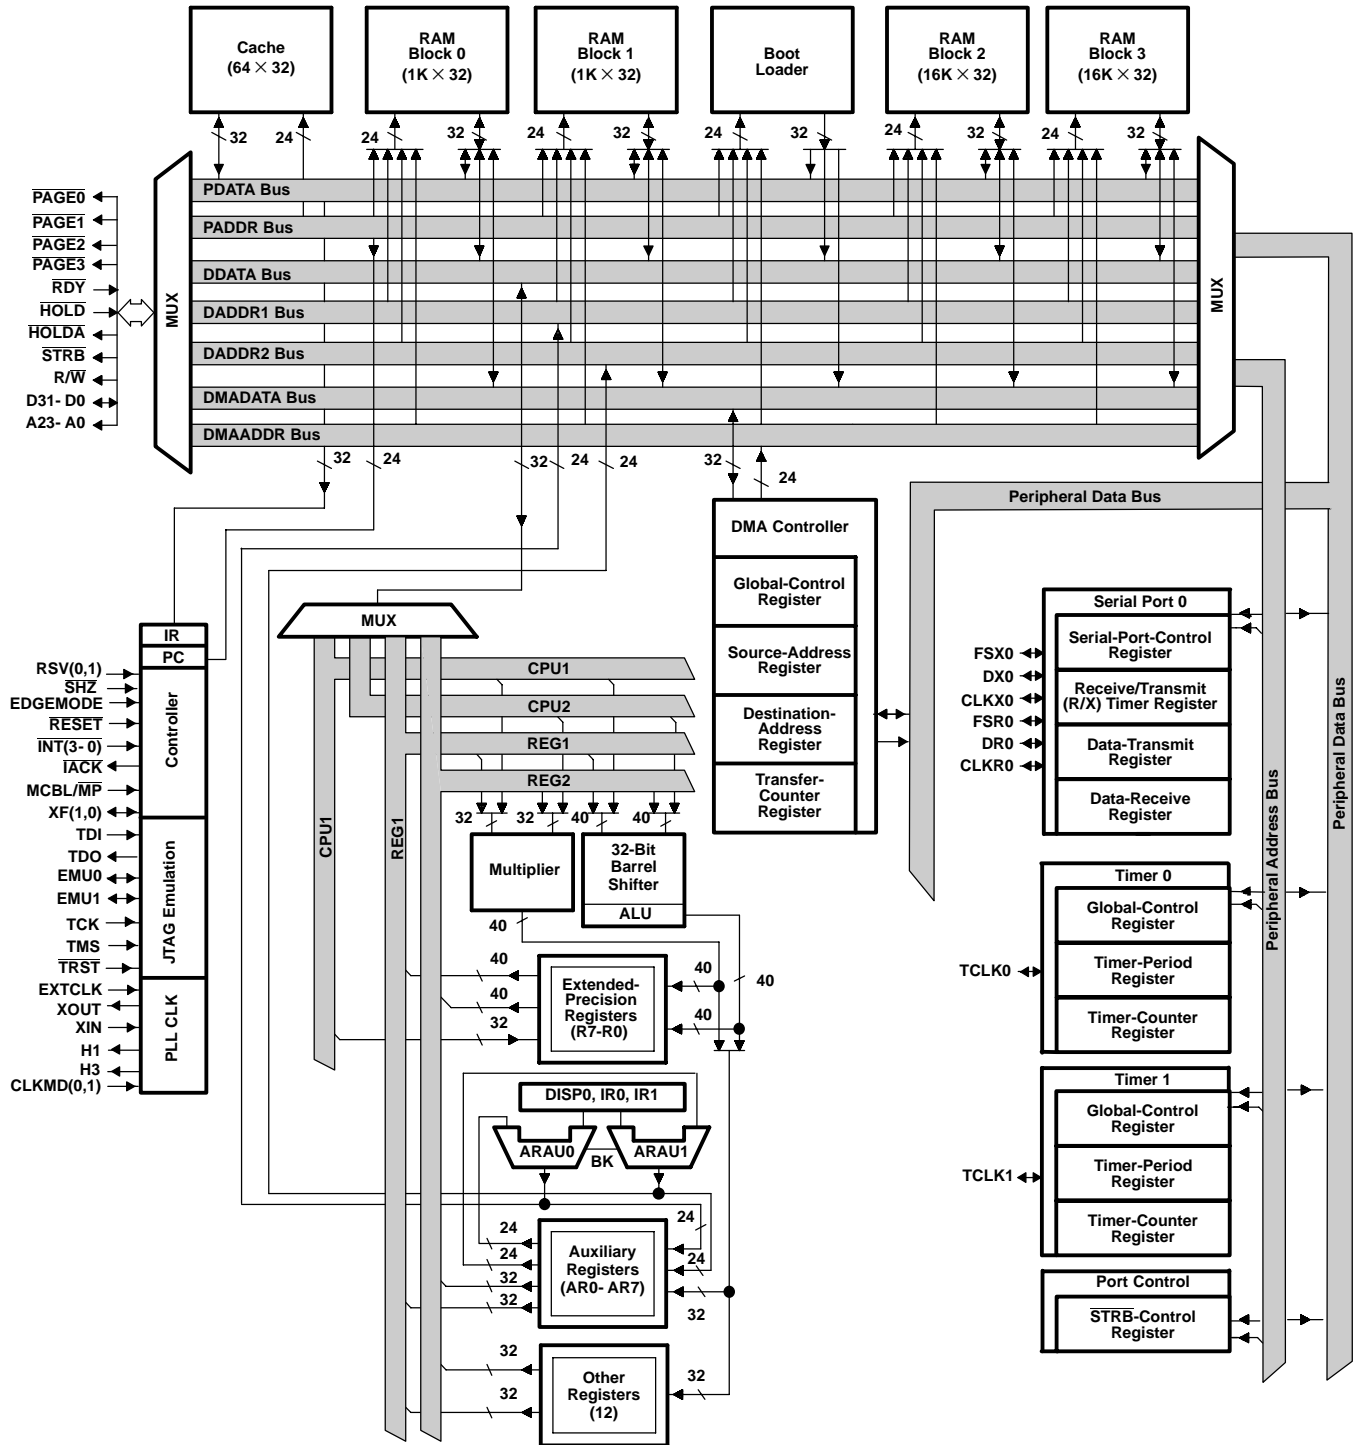 Cache
(64 × 32)
RAM
Block 0
(1K × 32)
RAM
Block 1
(1K × 32)
Boot
Loader
RAM
Block 2
(16K × 32)
RAM
Block 3
(16K × 32)
32
24
24
32
24
32
24
32
24
32
24
32
MUX
PDATA Bus
PADDR Bus
DDATA Bus
DADDR1 Bus
DADDR2 Bus
DMADATA Bus
DMAADDR Bus
MUX
PAGE0
PAGE1
PAGE2
PAGE3
RDY
HOLD
HOLDA
STRB
R/W
D31- D0
A23- A0
32
24
32
24
24
32
24
Peripheral Data Bus
Peripheral Address Bus
Peripheral Data Bus
DMA Controller
Global-Control
Register
Source-Address
Register
Destination-
Address
Register
Transfer-
Counter
Register
IR
PC
Controller
JTAG Emulation
PLL CLK
RSV(0,1)
SHZ
EDGEMODE
RESET
INT(3- 0)
IACK
MCBL/MP
XF(1,0)
TDI
TDO
EMU0
EMU1
TCK
TMS
TRST
EXTCLK
XOUT
XIN
H1
H3
CLKMD(0,1)
MUX
CPU1
CPU2
REG1
REG2
CPU1
REG1
32
32
40
40
Multiplier
32-Bit
Barrel
Shifter
ALU
40
40
40
40
32
40
40
Extended-
Precision
Registers
(R7-R0)
DISP0, IR0, IR1
ARAU0
BK
ARAU1
24
24
32
32
Auxiliary
Registers
(AR0- AR7)
24
24
32
32
32
Other
Registers
(12)
32
Serial Port 0
Serial-Port-Control
Register
Receive/Transmit
(R/X) Timer Register
Data-Transmit
Register
Data-Receive
Register
FSX0
DX0
CLKX0
FSR0
DR0
CLKR0
Timer 0
Global-Control
Register
Timer-Period
Register
Timer-Counter
Register
TCLK0
Timer 1
Global-Control
Register
Timer-Period
Register
Timer-Counter
Register
TCLK1
Port Control
STRB-Control
Register